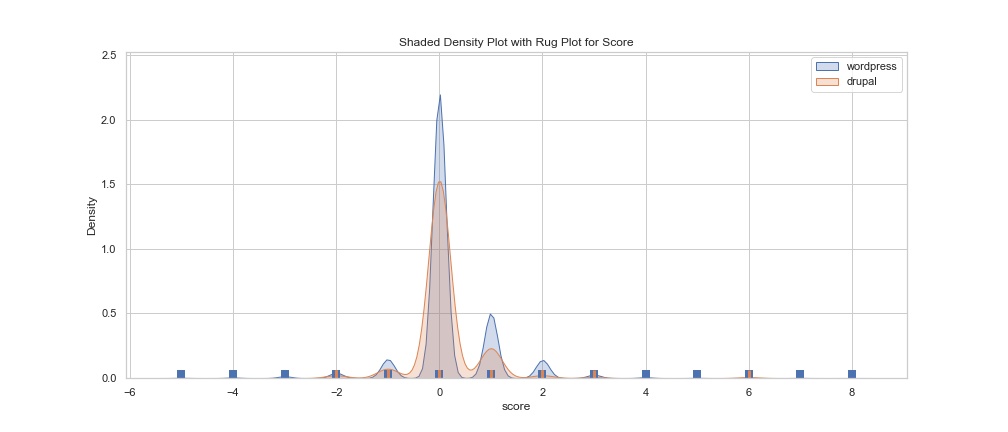 Shaded Density Plot with Rug Plot for Score
wordpress
drupal
2.5
2.0
1.5
1.0
0.5
0.0
Density
−6
−4
−2
0
2
4
6
8
score